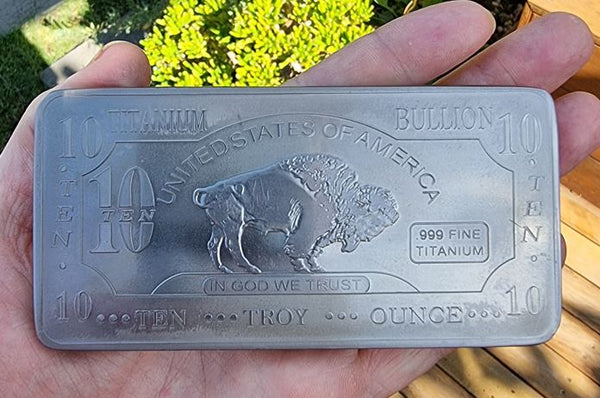 10 TITANIUM BULLION 10
UNITED STATES OF AMERICA
TEN
10
TEN
TEN
.999 FINE
TITANIUM
IN GOD WE TRUST
10 TEN TROY OUNCE 10